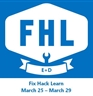 FHL
E+D
Fix Hack Learn
March 25 – March 29